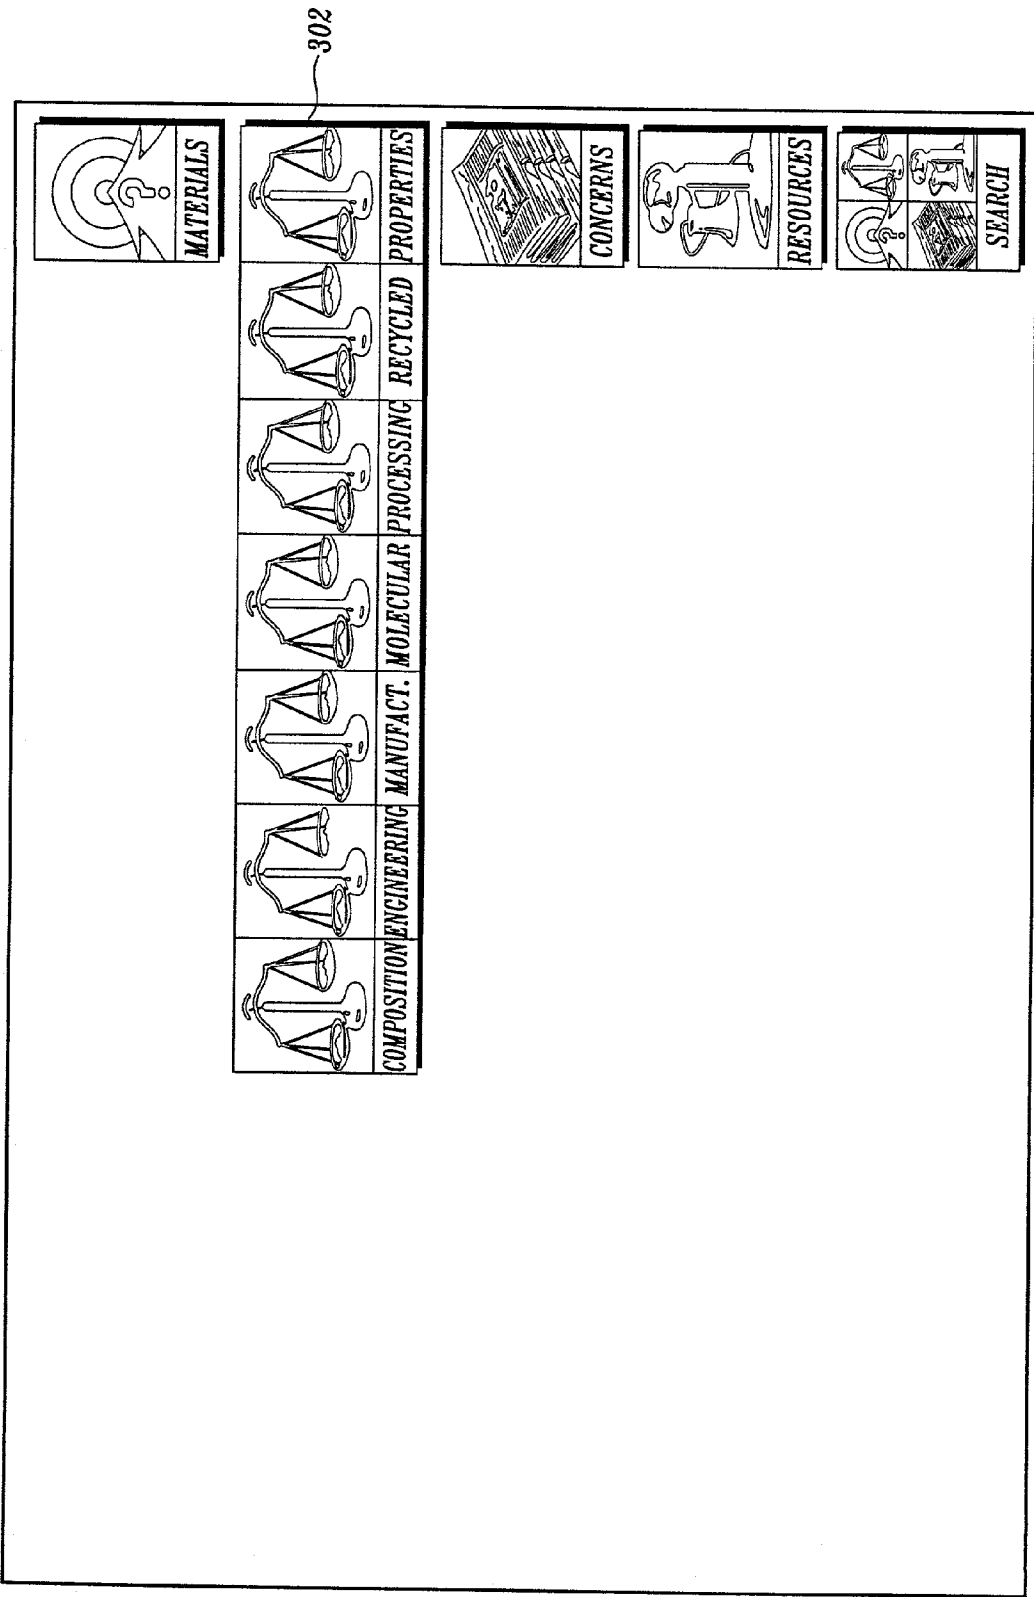 MATERIALS
302
COMPOSITION ENGINEERING MANUFACT. MOLECULAR PROCESSING RECYCLED PROPERTIES
CONCERNS
RESOURCES
SEARCH